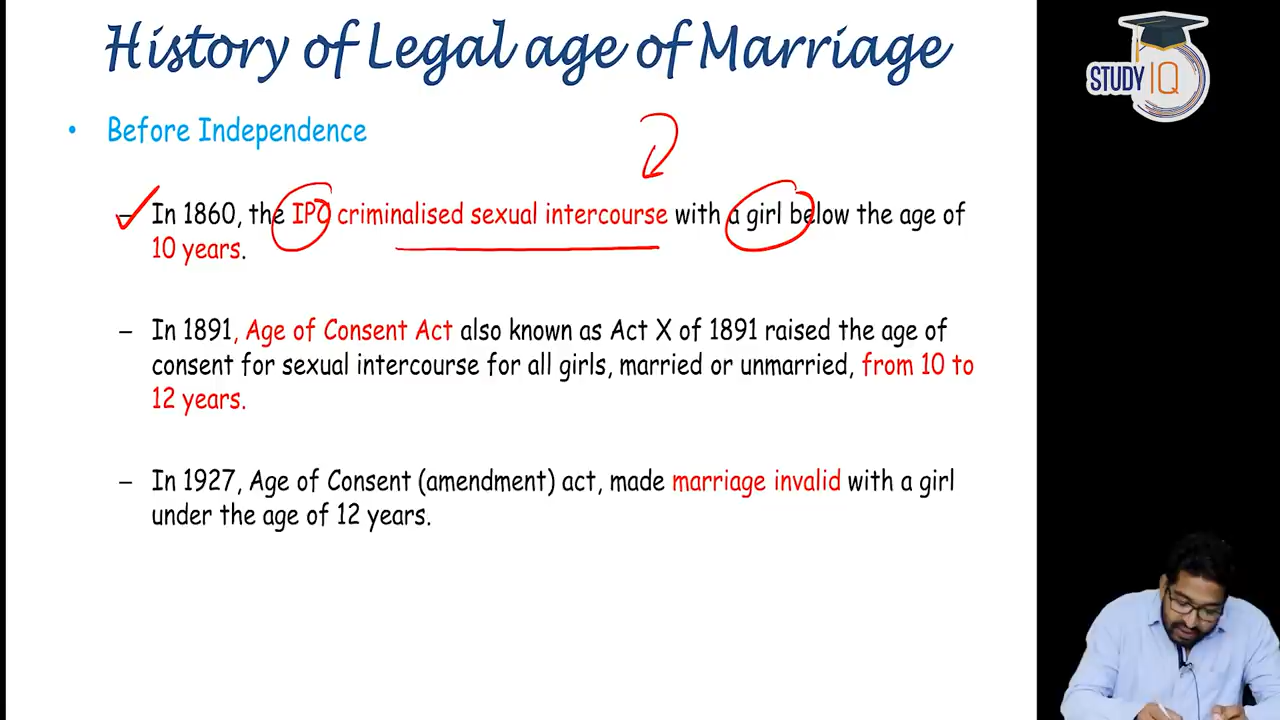 History of Legal age of Marriage
STUDY IQ
• Before Independence
– In 1860, the IPC criminalised sexual intercourse with a girl below the age of
10 years.
– In 1891, Age of Consent Act also known as Act X of 1891 raised the age of
consent for sexual intercourse for all girls, married or unmarried, from 10 to
12 years.
– In 1927, Age of Consent (amendment) act, made marriage invalid with a girl
under the age of 12 years.